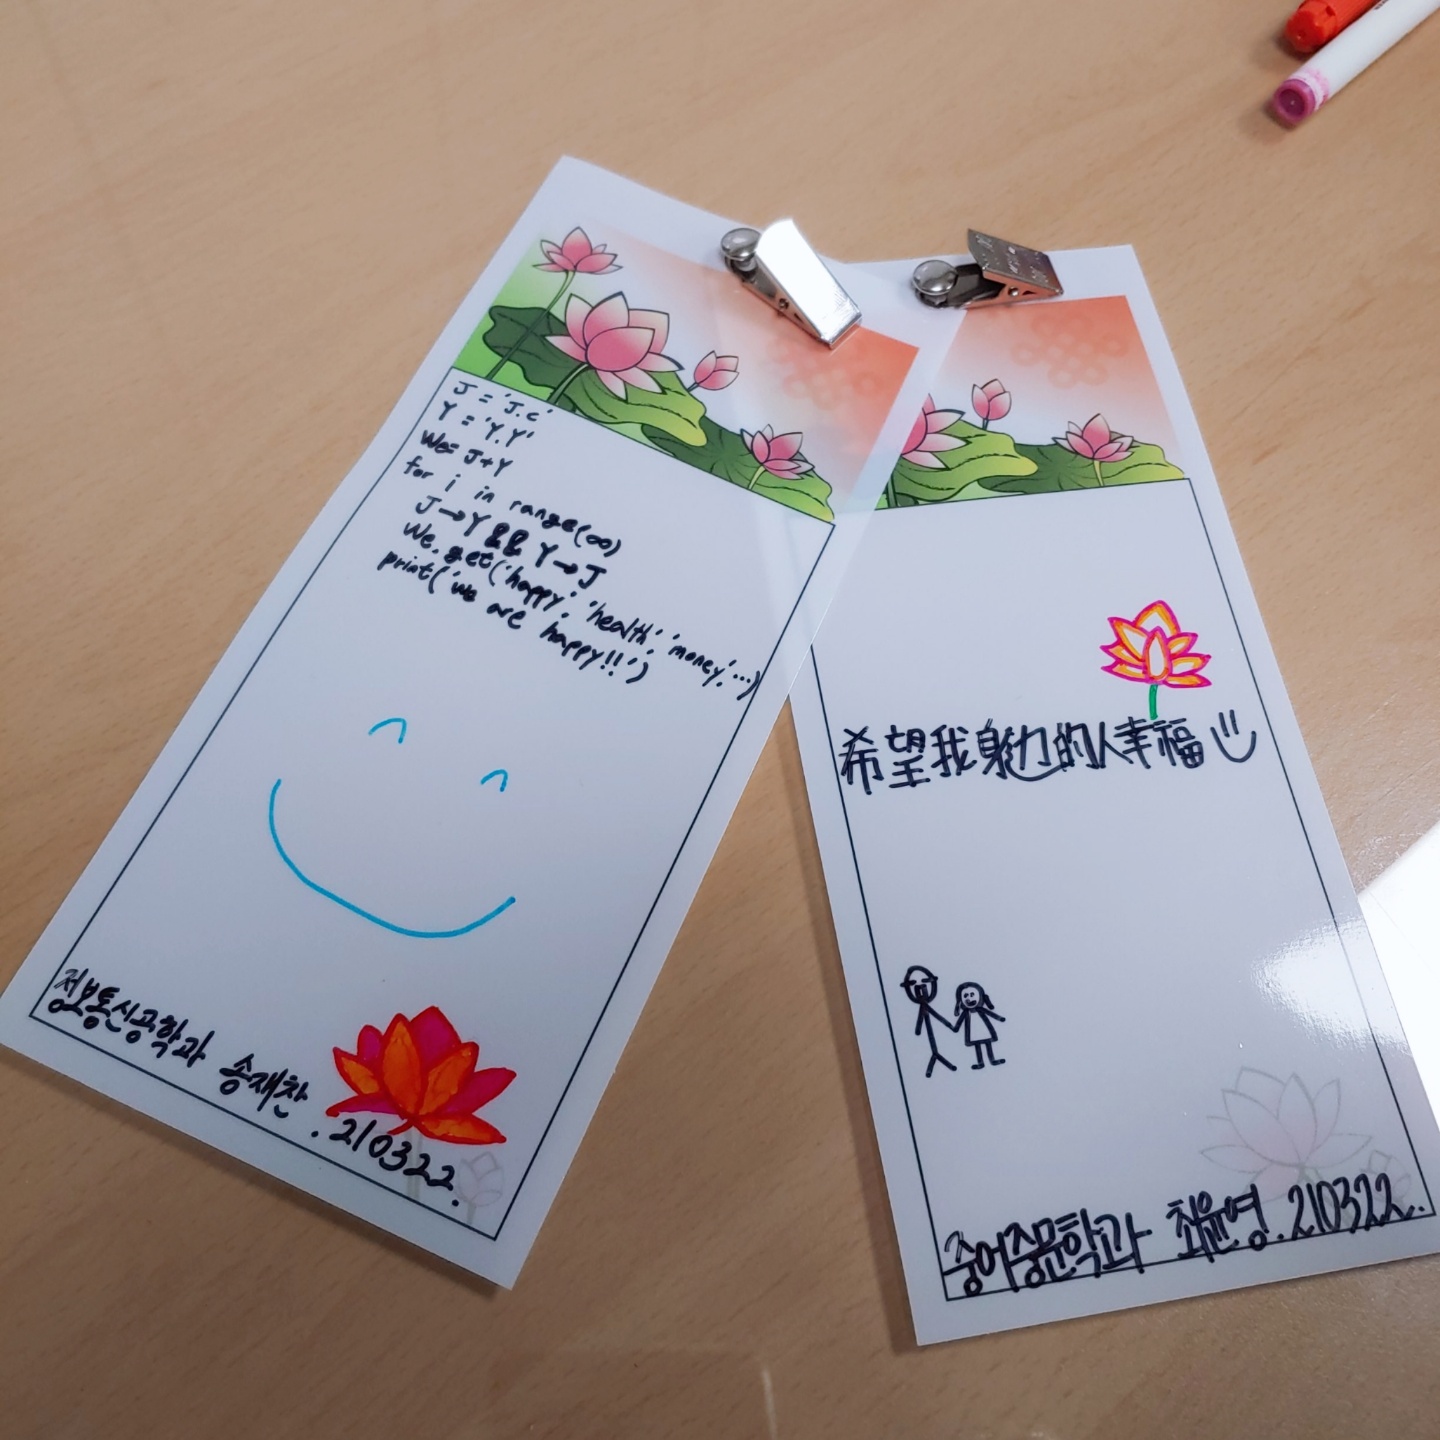 J = 'J.C'
Y = 'Y.Y'
We = J+Y
for i in range(∞)
J→Y && Y→J
We.get('happy', 'health', 'money', …)
print('we are happy!!')
정보통신공학과 송재찬 . 210322.
希望我身边的人幸福
중어중문학과 최윤영. 210322.